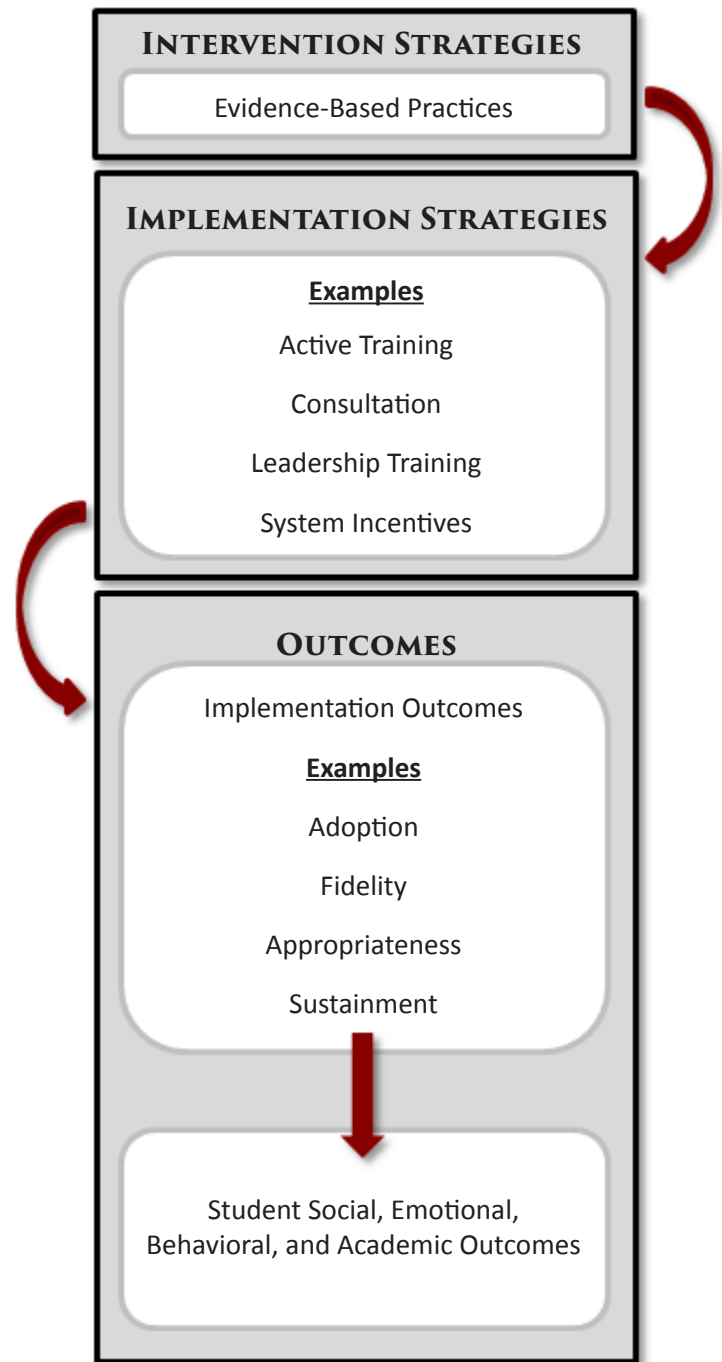 INTERVENTION STRATEGIES
Evidence-Based Practices
IMPLEMENTATION STRATEGIES
Examples
Active Training
Consultation
Leadership Training
System Incentives
OUTCOMES
Implementation Outcomes
Examples
Adoption
Fidelity
Appropriateness
Sustainment
Student Social, Emotional,
Behavioral, and Academic Outcomes